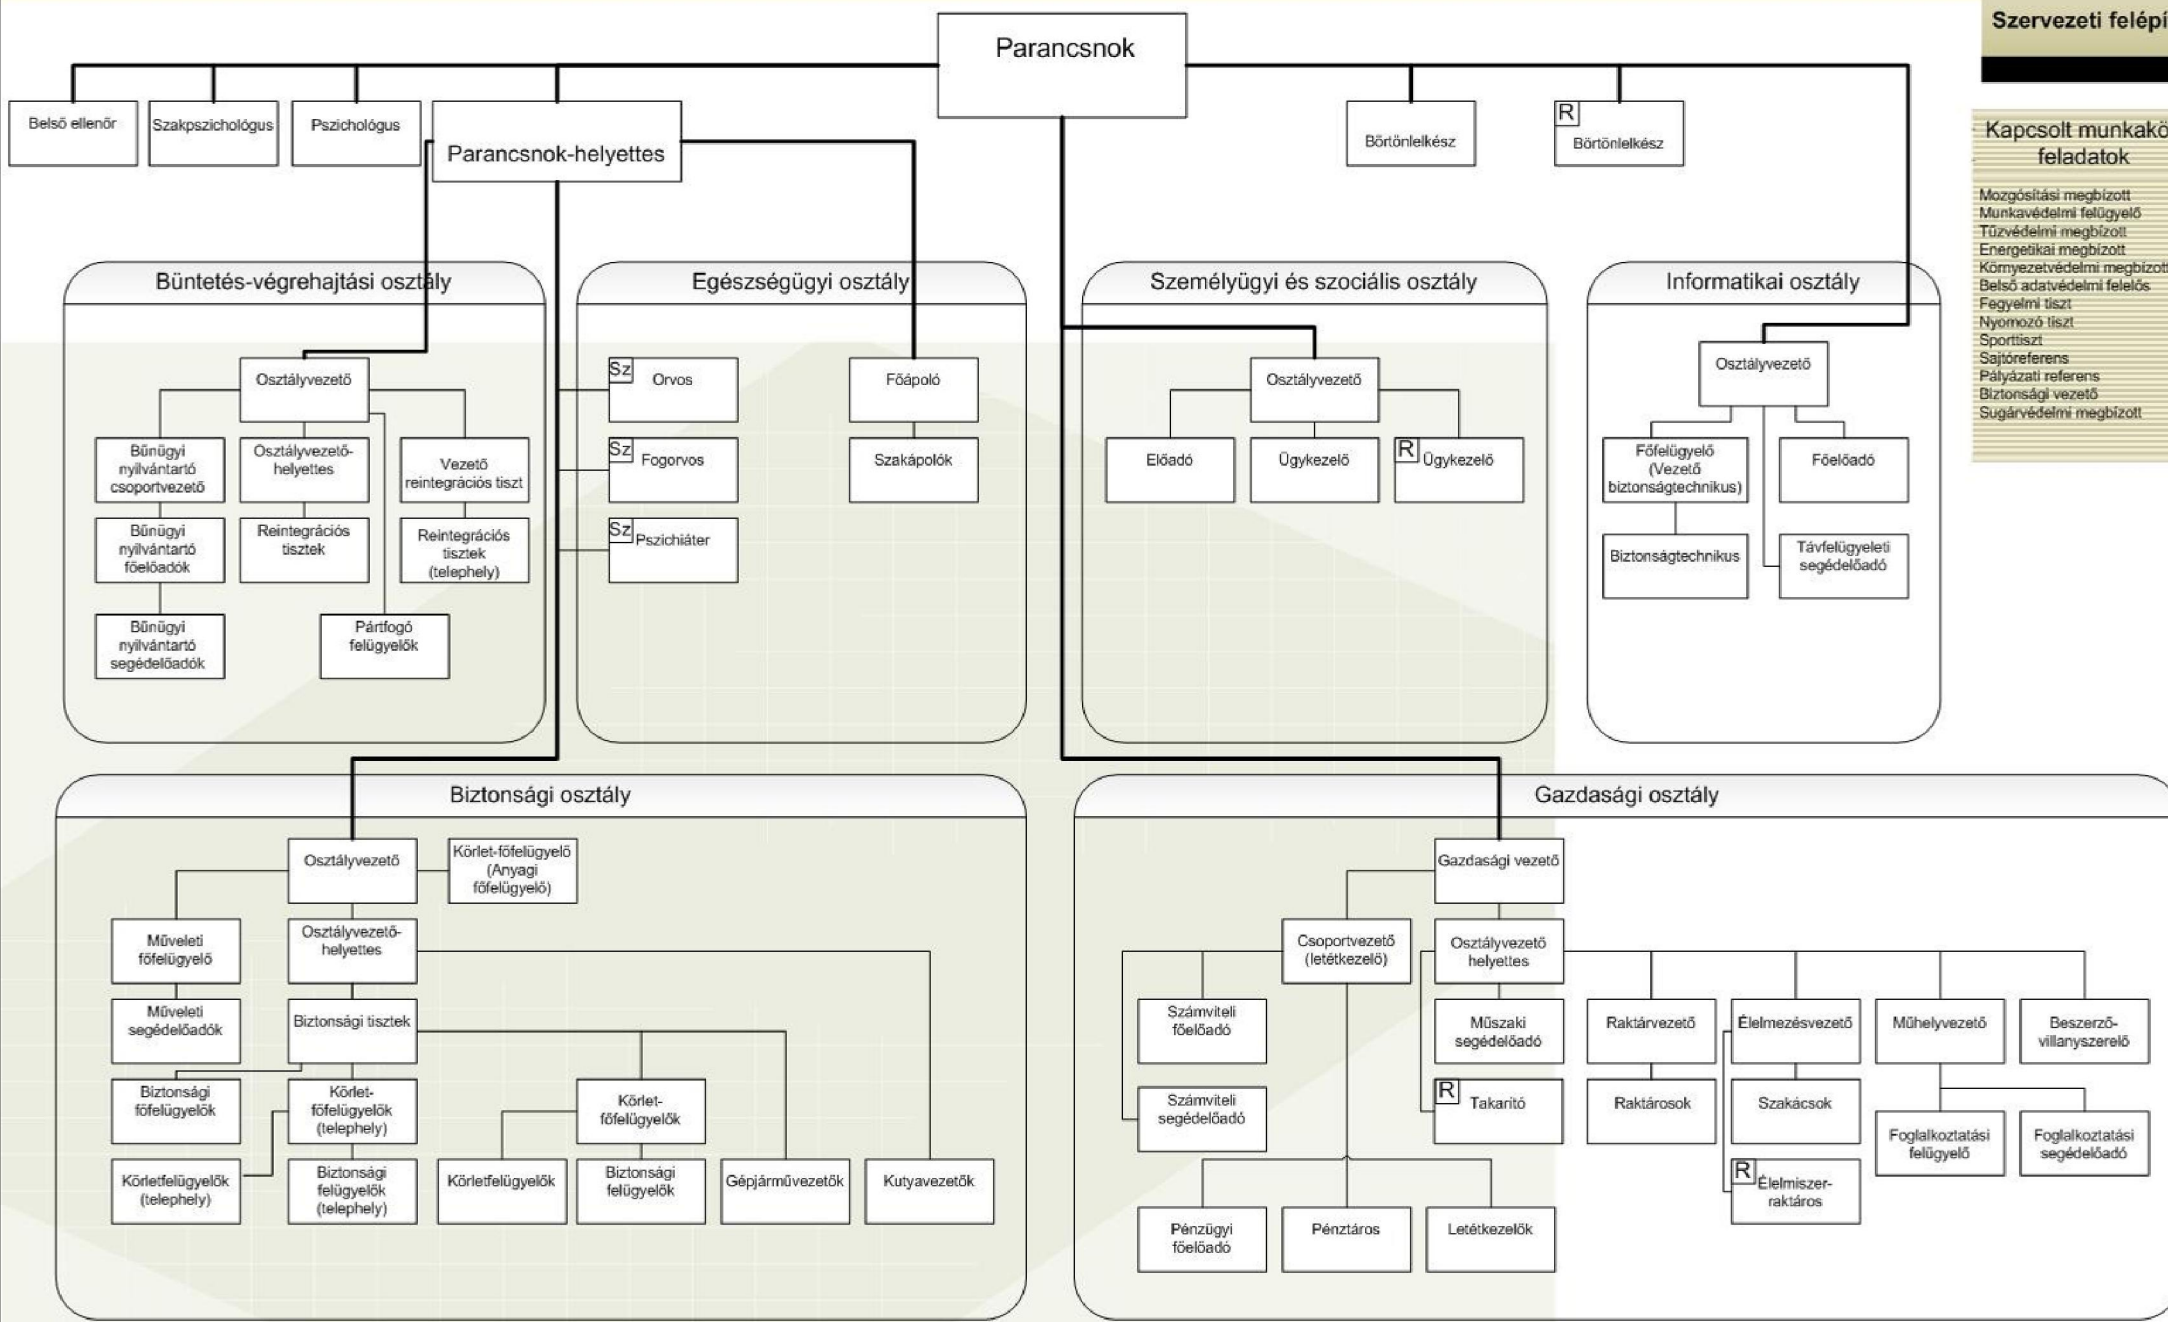 Parancsnok
Szervezeti felépí
Belső ellenőr
Szakpszichológus
Pszichológus
Parancsnok-helyettes
Börtönlelkész
R
Börtönlelkész
Kapcsolt munkakö
feladatok
Mozgósítási megbízott
Munkavédelmi felügyelő
Tűzvédelmi megbízott
Energetikai megbízott
Környezetvédelmi megbízott
Belső adatvédelmi felelős
Fegyelmi tiszt
Nyomozó tiszt
Sporttiszt
Sajtóreferens
Pályázati referens
Biztonsági vezető
Sugárvédelmi megbízott
Büntetés-végrehajtási osztály
Osztályvezető
Bűnügyi
nyilvántartó
csoportvezető
Osztályvezető-
helyettes
Vezető
reintegrációs tiszt
Bűnügyi
nyilvántartó
főelőadók
Reintegrációs
tisztek
Reintegrációs
tisztek
(telephely)
Bűnügyi
nyilvántartó
segédelőadók
Pártfogó
felügyelők
Egészségügyi osztály
Sz
Orvos
Főápoló
Sz
Fogorvos
Szakápolók
Sz
Pszichiáter
Személyügyi és szociális osztály
Osztályvezető
Előadó
Ügykezelő
R
Ügykezelő
Informatikai osztály
Osztályvezető
Főfelügyelő
(Vezető
biztonságtechnikus)
Főelőadó
Biztonságtechnikus
Távfelügyeleti
segédelőadó
Biztonsági osztály
Osztályvezető
Körlet-főfelügyelő
(Anyagi
főfelügyelő)
Műveleti
főfelügyelő
Osztályvezető-
helyettes
Műveleti
segédelőadók
Biztonsági tisztek
Biztonsági
főfelügyelők
Körlet-
főfelügyelők
(telephely)
Körlet-
főfelügyelők
Körletfelügyelők
(telephely)
Biztonsági
felügyelők
(telephely)
Körletfelügyelők
Biztonsági
felügyelők
Gépjárművezetők
Kutyavezetők
Gazdasági osztály
Gazdasági vezető
Csoportvezető
(letétkezelő)
Osztályvezető
helyettes
Számviteli
főelőadó
Műszaki
segédelőadó
Raktárvezető
Élelmezésvezető
Műhelyvezető
Beszerző-
villanyszerelő
Számviteli
segédelőadó
R
Takarító
Raktárosok
Szakácsok
Foglalkoztatási
felügyelő
Foglalkoztatási
segédelőadó
R
Élelmiszer-
raktáros
Pénzügyi
főelőadó
Pénztáros
Letétkezelők